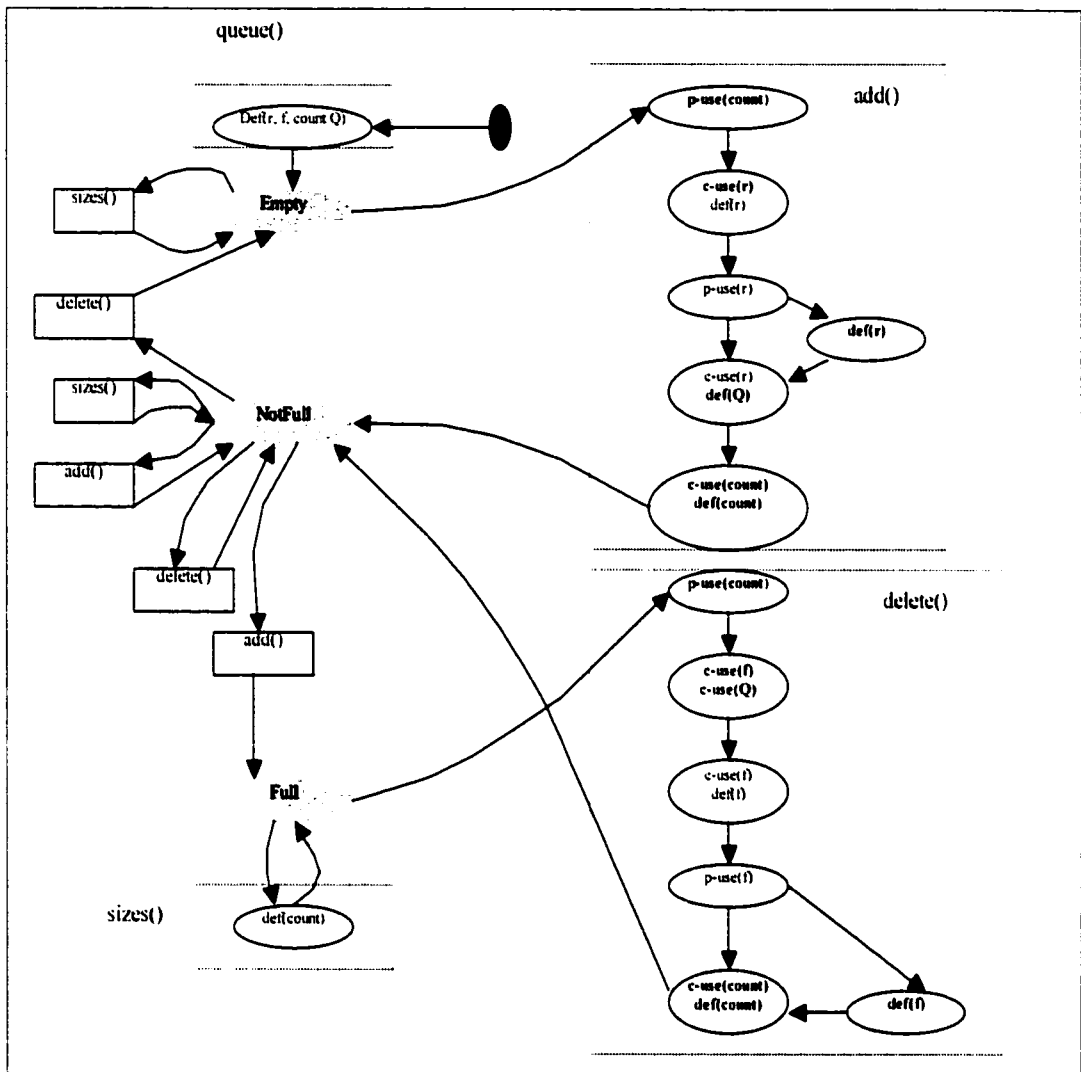 queue()
Def(r, f, count Q)
p-use(count)
add()
sizes()
Empty
c-use(r)
def(r)
delete()
p-use(r)
def(r)
sizes()
NotFull
c-use(r)
def(Q)
add()
c-use(count)
def(count)
delete()
p-use(count)
delete()
add()
c-use(f)
c-use(Q)
Full
c-use(f)
def(f)
p-use(f)
sizes()
def(count)
c-use(count)
def(count)
def(f)